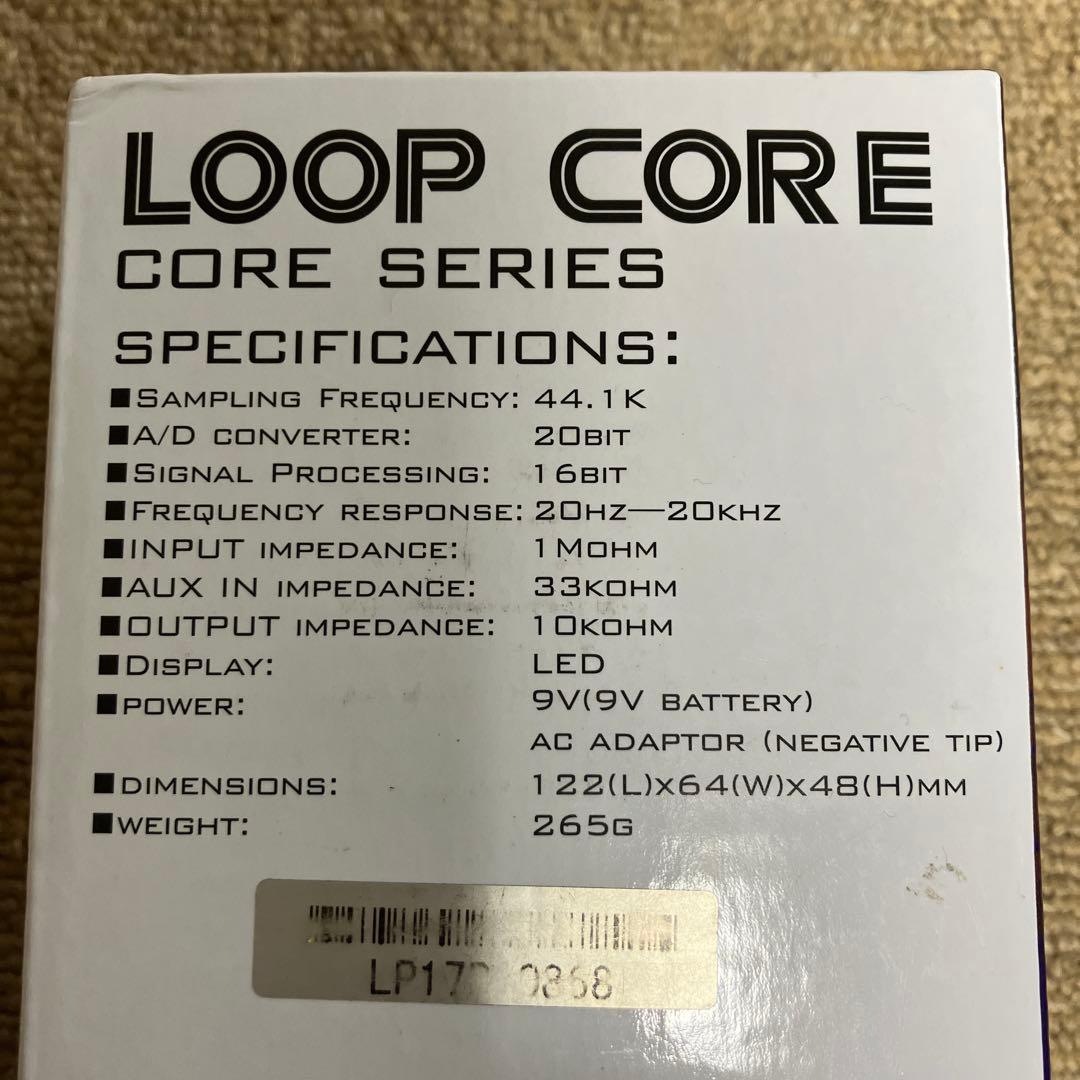 LOOP CORE
CORE SERIES
SPECIFICATIONS:
■SAMPLING FREQUENCY: 44.1K
■A/D CONVERTER: 20BIT
■SIGNAL PROCESSING: 16BIT
■FREQUENCY RESPONSE: 20HZ—20KHZ
■INPUT IMPEDANCE: 1MOHM
■AUX IN IMPEDANCE: 33KOHM
■OUTPUT IMPEDANCE: 10KOHM
■DISPLAY: LED
■POWER: 9V(9V BATTERY)
AC ADAPTOR (NEGATIVE TIP)
■DIMENSIONS: 122(L)X64(W)X48(H)MM
■WEIGHT: 265G